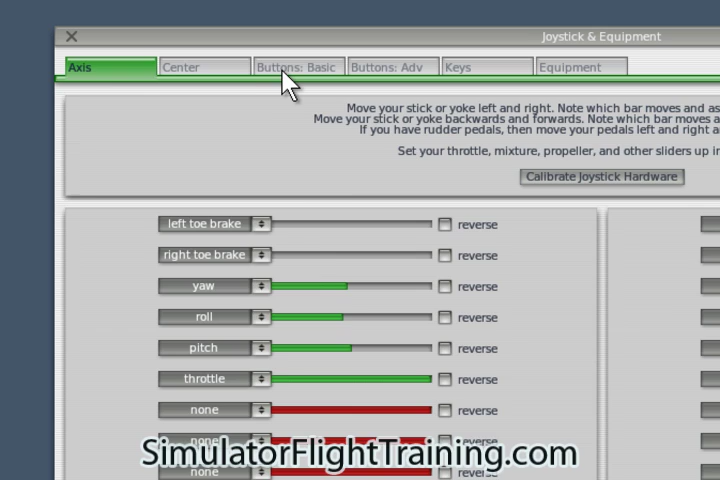 Joystick & Equipment
Axis
Center
Buttons: Basic
Buttons: Adv
Keys
Equipment
Move your stick or yoke left and right. Note which bar moves and as
Move your stick or yoke backwards and forwards. Note which bar moves a
If you have rudder pedals, then move your pedals left and right a
Set your throttle, mixture, propeller, and other sliders up i
Calibrate Joystick Hardware
left toe brake reverse
right toe brake reverse
yaw reverse
roll reverse
pitch reverse
throttle reverse
none reverse
none reverse
none reverse
SimulatorFlightTraining.com